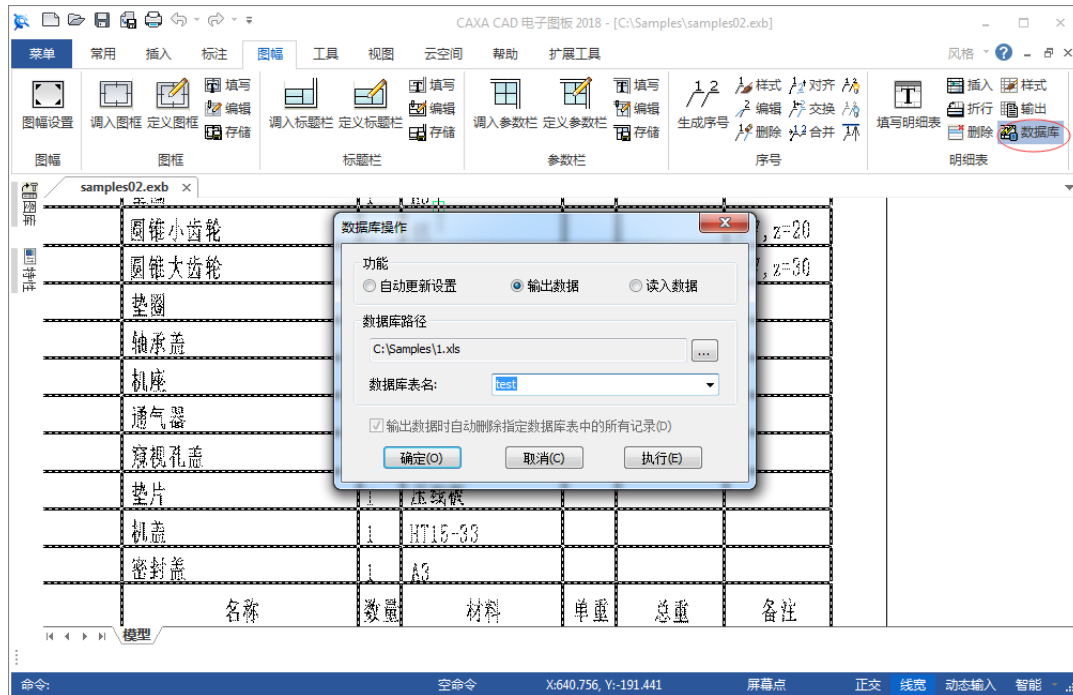 CAXA CAD 电子图板 2018 - [C:\Samples\samples02.exb]
菜单 常用 插入 标注 图幅 工具 视图 云空间 帮助 扩展工具 风格
图幅设置 调入图框 定义图框 填写 编辑 存储 调入标题栏 定义标题栏 填写 编辑 存储 调入参数栏 定义参数栏 填写 编辑 存储 生成序号 样式 对齐 编辑 交换 删除 合并 填写明细表 插入 样式 折行 输出 删除 数据库
图幅 图框 标题栏 参数栏 序号 明细表
samples02.exb
图库
特性
圆锥小齿轮 , z=20
圆锥大齿轮 , z=30
垫圈
轴承盖
机座
通气器
窥视孔盖
垫片 1 压纹板
机盖 1 HT15-33
密封盖 1 A3
名称 数量 材料 单重 总重 备注
数据库操作
功能
自动更新设置 输出数据 读入数据
数据库路径
C:\Samples\1.xls ...
数据库表名: test
输出数据时自动删除指定数据库表中的所有记录(D)
确定(O) 取消(C) 执行(E)
模型
命令: 空命令 X:640.756, Y:-191.441 屏幕点 正交 线宽 动态输入 智能